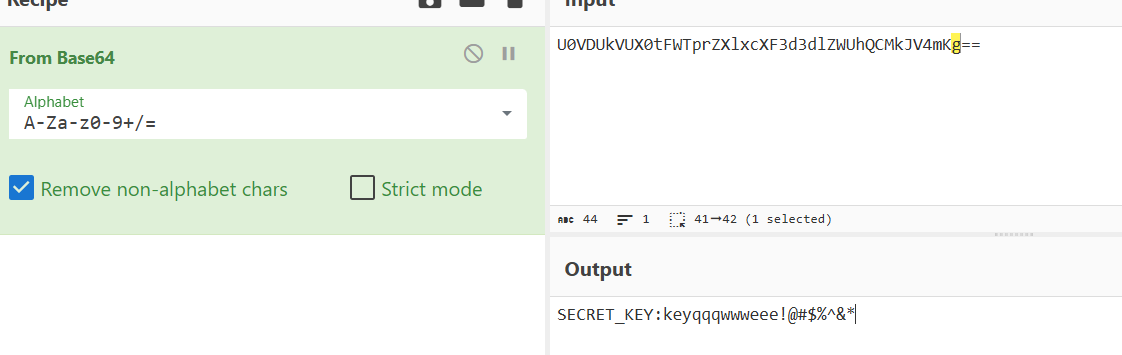 Recipe
From Base64
Alphabet
A-Za-z0-9+/=
Remove non-alphabet chars
Strict mode
Input
U0VDUkVUX0tFWTprZXlxcXF3d3dlZWUhQCMkJV4mKg==
ABC 44 1 41→42 (1 selected)
Output
SECRET_KEY:keyqqqwwweee!@#$%^&*